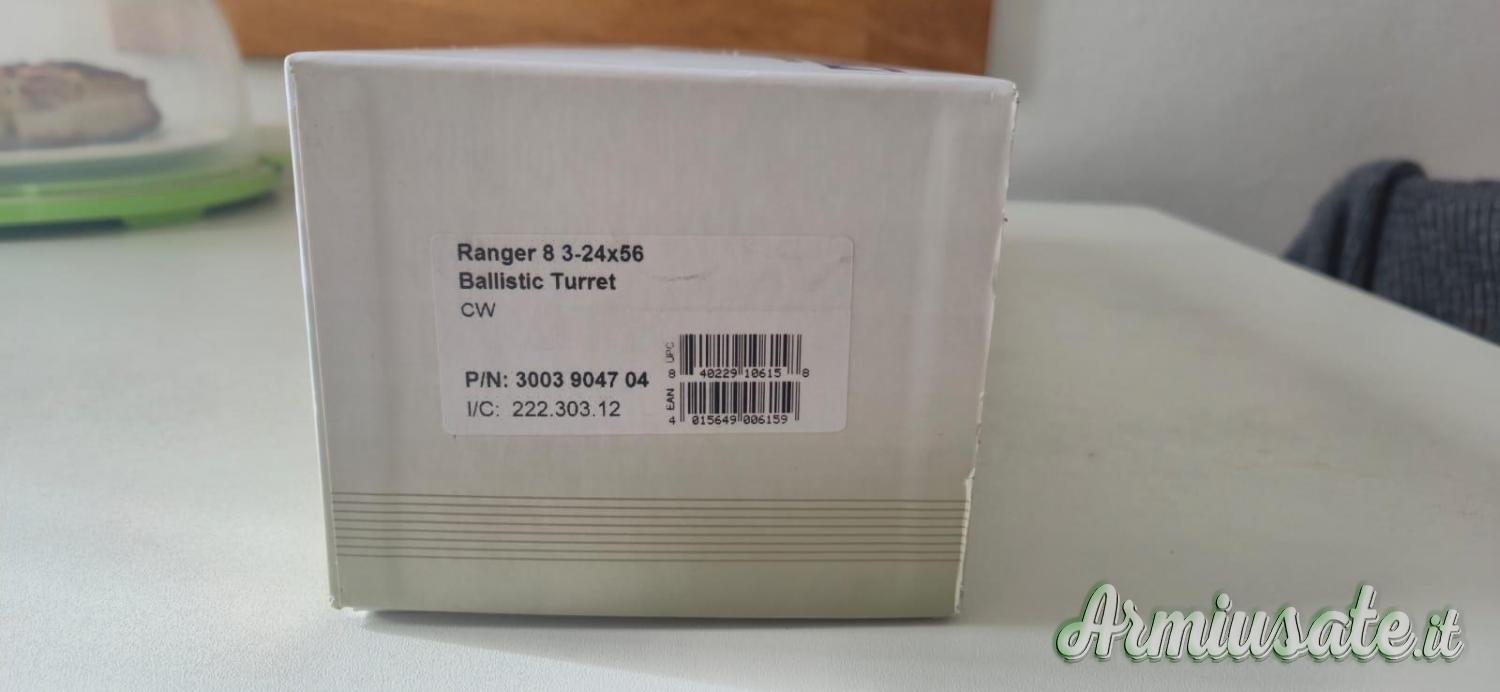 Ranger 8 3-24x56
Ballistic Turret
CW
P/N: 3003 9047 04
I/C: 222.303.12
UPC
8 40229 10615 8
EAN
4 015649 006159
Armiusate.it